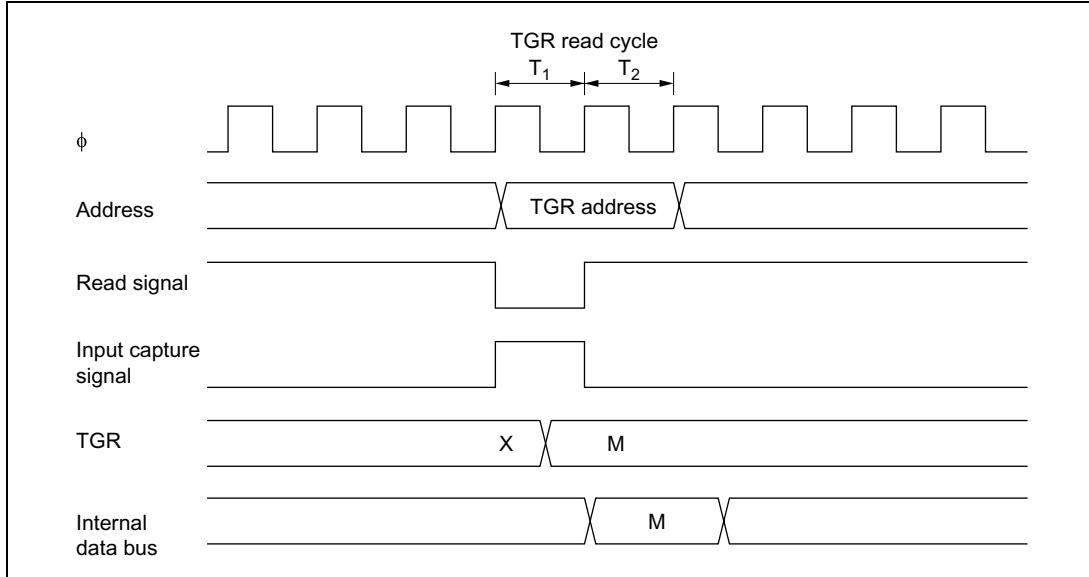 TGR read cycle
T1 T2
ϕ
Address
TGR address
Read signal
Input capture
signal
TGR
X
M
Internal
data bus
M